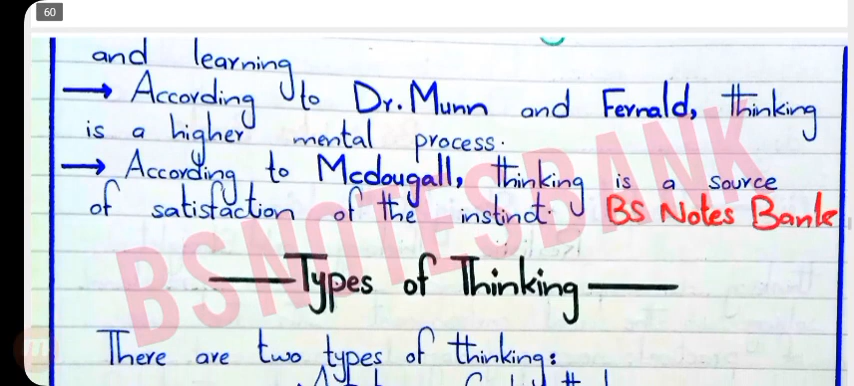 60
and learning
→ According to Dr. Munn and Fernald, thinking
is a higher mental process.
→ According to Mcdougall, thinking is a source
of satisfaction of the instinct. BS Notes Bank
BSNOTESBANK
Types of Thinking
There are two types of thinking: